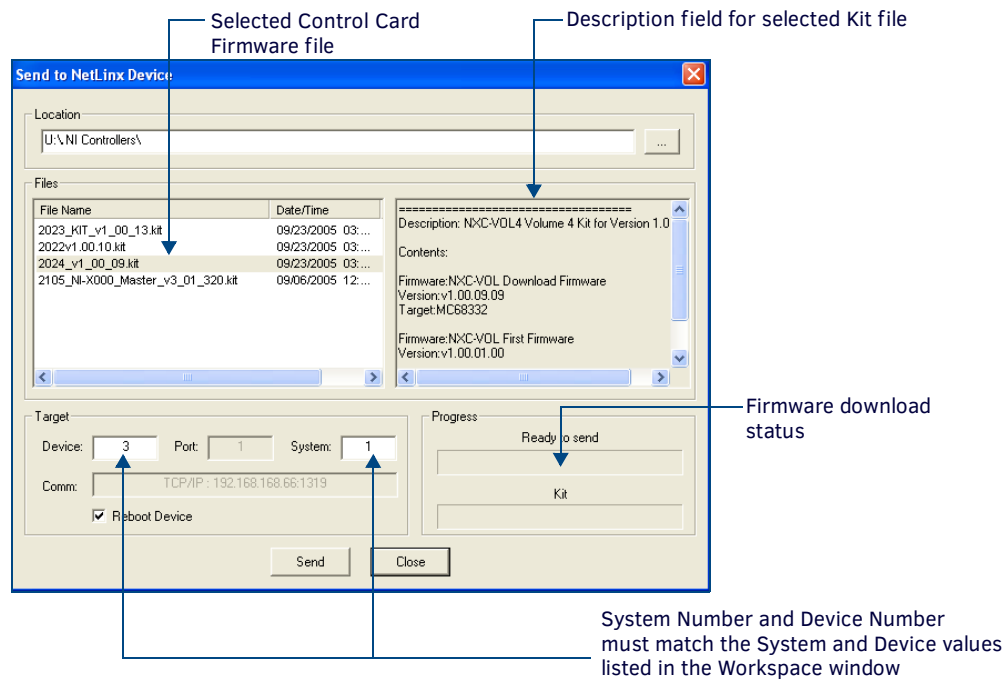 Selected Control Card
Firmware file
Description field for selected Kit file
Send to NetLinx Device
Location
U:\NI Controllers\
...
Files
File Name Date/Time
2023_KIT_v1_00_13.kit 09/23/2005 03:...
2022v1.00.10.kit 09/23/2005 03:...
2024_v1_00_09.kit 09/23/2005 03:...
2105_NI-X000_Master_v3_01_320.kit 09/06/2005 12:...
==================================
Description: NXC-VOL4 Volume 4 Kit for Version 1.0
Contents:
Firmware:NXC-VOL Download Firmware
Version:v1.00.09.09
Target:MC68332
Firmware:NXC-VOL First Firmware
Version:v1.00.01.00
Target
Device: 3 Port: 1 System: 1
Comm: TCP/IP : 192.168.168.66:1319
Reboot Device
Progress
Ready to send
Kit
Firmware download
status
Send Close
System Number and Device Number
must match the System and Device values
listed in the Workspace window